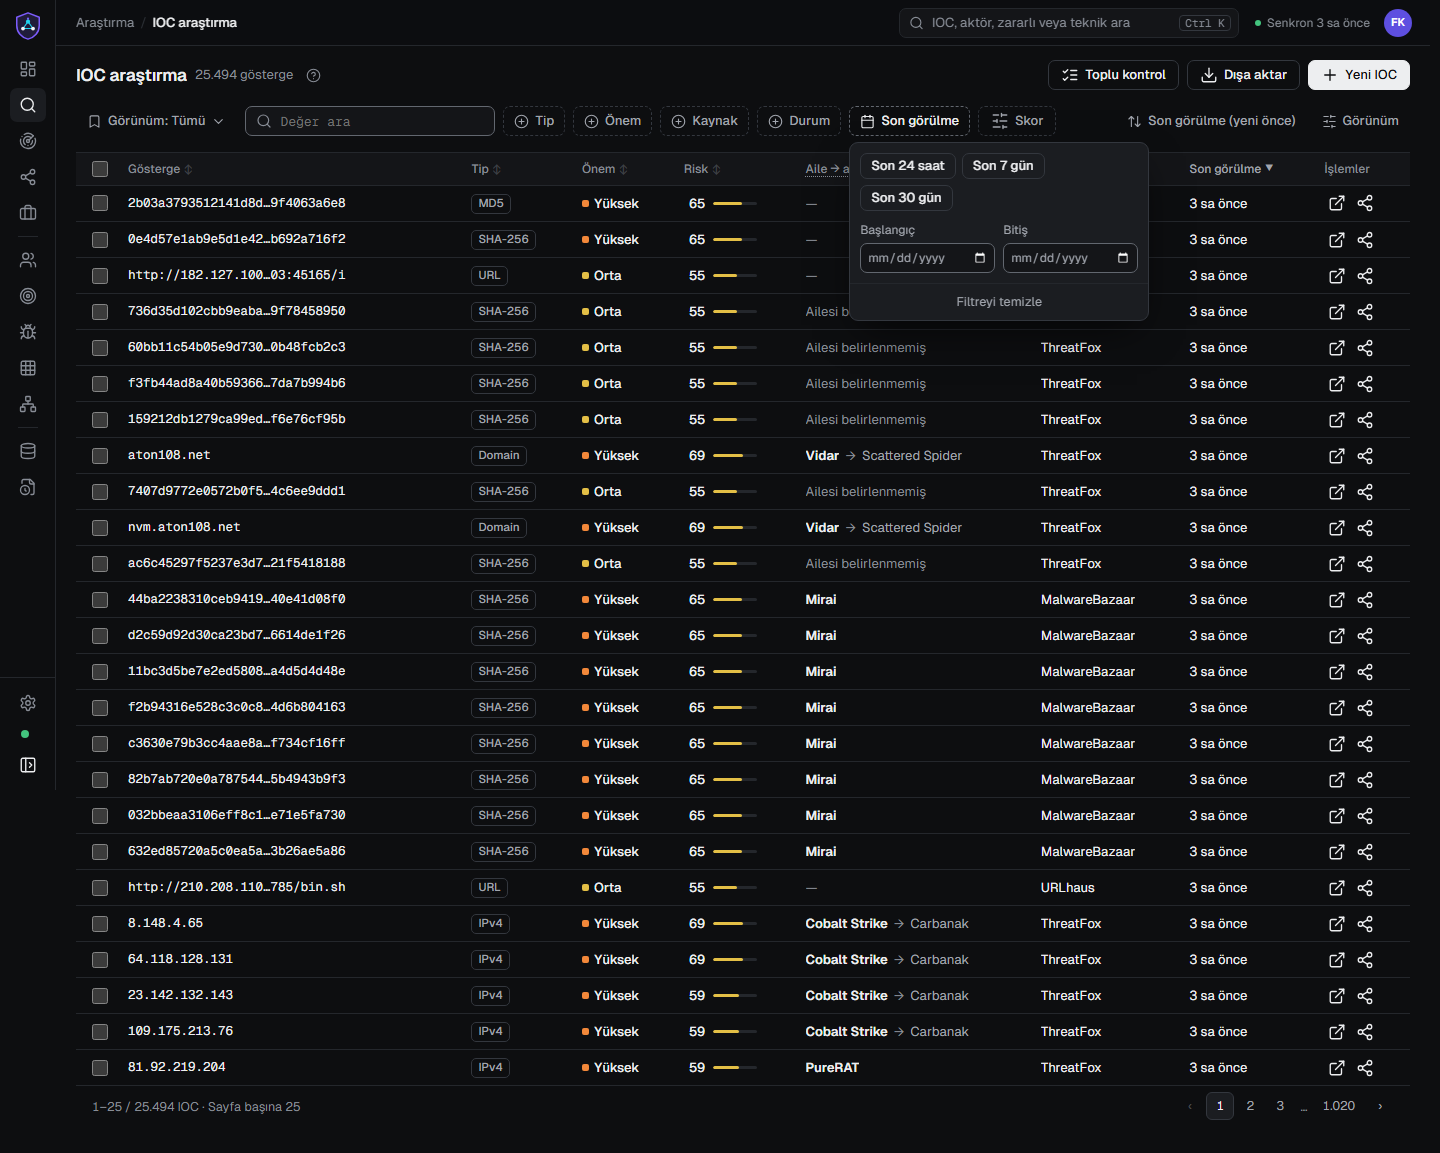 Araştırma / IOC araştırma
IOC, aktör, zararlı veya teknik ara
Ctrl K
Senkron 3 sa önce
FK
IOC araştırma 25.494 gösterge
Toplu kontrol
Dışa aktar
Yeni IOC
Görünüm: Tümü
Değer ara
Tip
Önem
Kaynak
Durum
Son görülme
Skor
Son görülme (yeni önce)
Görünüm
Son 24 saat
Son 7 gün
Son 30 gün
Başlangıç
Bitiş
mm/dd/yyyy
mm/dd/yyyy
Filtreyi temizle
Gösterge Tip Önem Risk Aile → a Son görülme ▼ İşlemler
2b03a3793512141d8d…9f4063a6e8 MD5 Yüksek 65 — 3 sa önce
0e4d57e1ab9e5d1e42…b692a716f2 SHA-256 Yüksek 65 — 3 sa önce
http://182.127.100…03:45165/i URL Orta 55 — 3 sa önce
736d35d102cbb9eaba…9f78458950 SHA-256 Orta 55 Ailesi b 3 sa önce
60bb11c54b05e9d730…0b48fcb2c3 SHA-256 Orta 55 Ailesi belirlenmemiş ThreatFox 3 sa önce
f3fb44ad8a40b59366…7da7b994b6 SHA-256 Orta 55 Ailesi belirlenmemiş ThreatFox 3 sa önce
159212db1279ca99ed…f6e76cf95b SHA-256 Orta 55 Ailesi belirlenmemiş ThreatFox 3 sa önce
aton108.net Domain Yüksek 69 Vidar → Scattered Spider ThreatFox 3 sa önce
7407d9772e0572b0f5…4c6ee9ddd1 SHA-256 Orta 55 Ailesi belirlenmemiş ThreatFox 3 sa önce
nvm.aton108.net Domain Yüksek 69 Vidar → Scattered Spider ThreatFox 3 sa önce
ac6c45297f5237e3d7…21f5418188 SHA-256 Orta 55 Ailesi belirlenmemiş ThreatFox 3 sa önce
44ba2238310ceb9419…40e41d08f0 SHA-256 Yüksek 65 Mirai MalwareBazaar 3 sa önce
d2c59d92d30ca23bd7…6614de1f26 SHA-256 Yüksek 65 Mirai MalwareBazaar 3 sa önce
11bc3d5be7e2ed5808…a4d5d4d48e SHA-256 Yüksek 65 Mirai MalwareBazaar 3 sa önce
f2b94316e528c3c0c8…4d6b804163 SHA-256 Yüksek 65 Mirai MalwareBazaar 3 sa önce
c3630e79b3cc4aae8a…f734cf16ff SHA-256 Yüksek 65 Mirai MalwareBazaar 3 sa önce
82b7ab720e0a787544…5b4943b9f3 SHA-256 Yüksek 65 Mirai MalwareBazaar 3 sa önce
032bbeaa3106eff8c1…e71e5fa730 SHA-256 Yüksek 65 Mirai MalwareBazaar 3 sa önce
632ed85720a5c0ea5a…3b26ae5a86 SHA-256 Yüksek 65 Mirai MalwareBazaar 3 sa önce
http://210.208.110…785/bin.sh URL Orta 55 — URLhaus 3 sa önce
8.148.4.65 IPv4 Yüksek 69 Cobalt Strike → Carbanak ThreatFox 3 sa önce
64.118.128.131 IPv4 Yüksek 69 Cobalt Strike → Carbanak ThreatFox 3 sa önce
23.142.132.143 IPv4 Yüksek 59 Cobalt Strike → Carbanak ThreatFox 3 sa önce
109.175.213.76 IPv4 Yüksek 59 Cobalt Strike → Carbanak ThreatFox 3 sa önce
81.92.219.204 IPv4 Yüksek 59 PureRAT ThreatFox 3 sa önce
1–25 / 25.494 IOC · Sayfa başına 25
‹ 1 2 3 … 1.020 ›